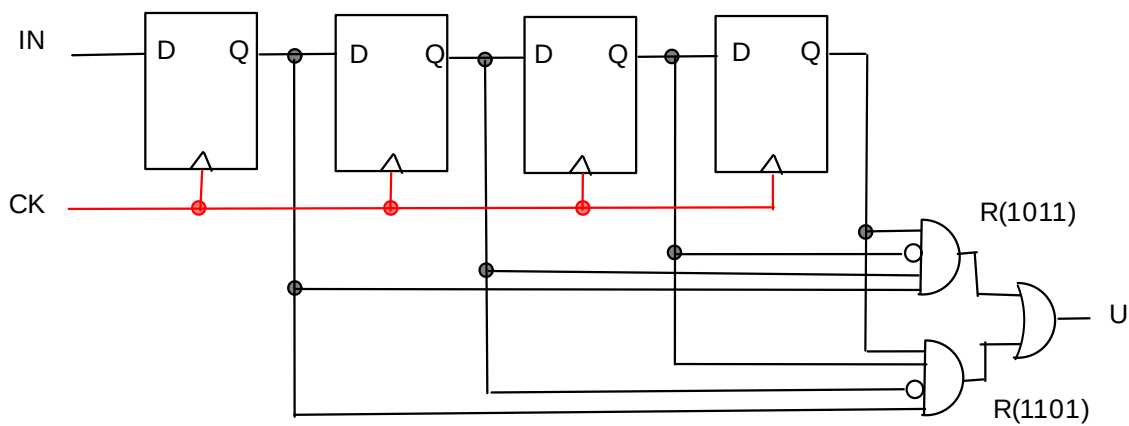 IN
D Q
D Q
D Q
D Q
CK
R(1011)
U
R(1101)